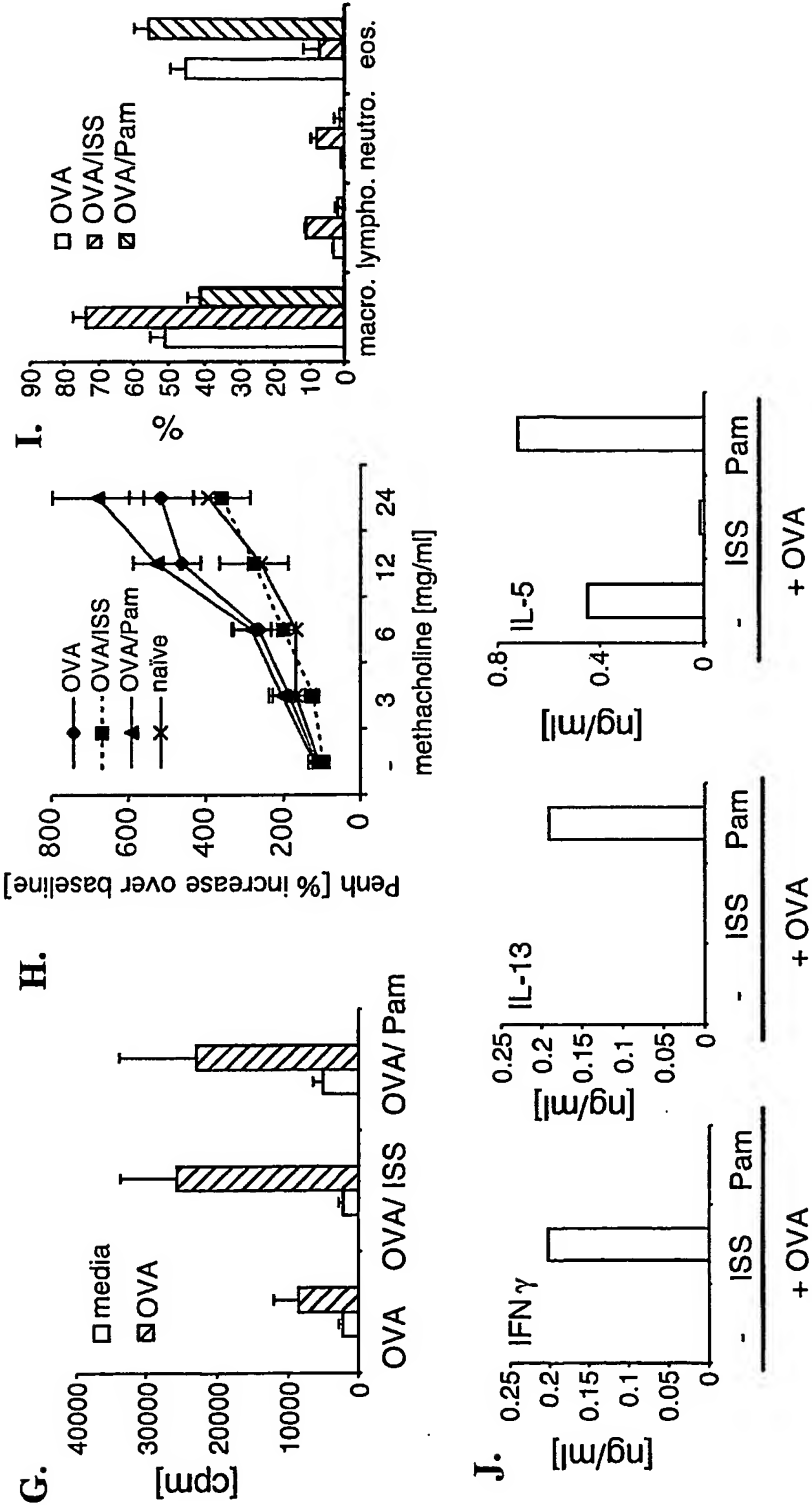 G.
[cpm]
40000
30000
20000
10000
0
media
OVA
OVA
OVA/ ISS
OVA/ Pam
H.
Penh [% increase over baseline]
800
600
400
200
0
OVA
OVA/ISS
OVA/Pam
naïve
- 3 6 12 24
methacholine [mg/ml]
I.
%
90
80
70
60
50
40
30
20
10
0
OVA
OVA/ISS
OVA/Pam
macro. lympho. neutro. eos.
J.
[ng/ml]
0.25
0.2
0.15
0.1
0.05
0
IFN γ
- ISS Pam
+ OVA
[ng/ml]
0.25
0.2
0.15
0.1
0.05
0
IL-13
- ISS Pam
+ OVA
[ng/ml]
0.8
0.4
0
IL-5
- ISS Pam
+ OVA